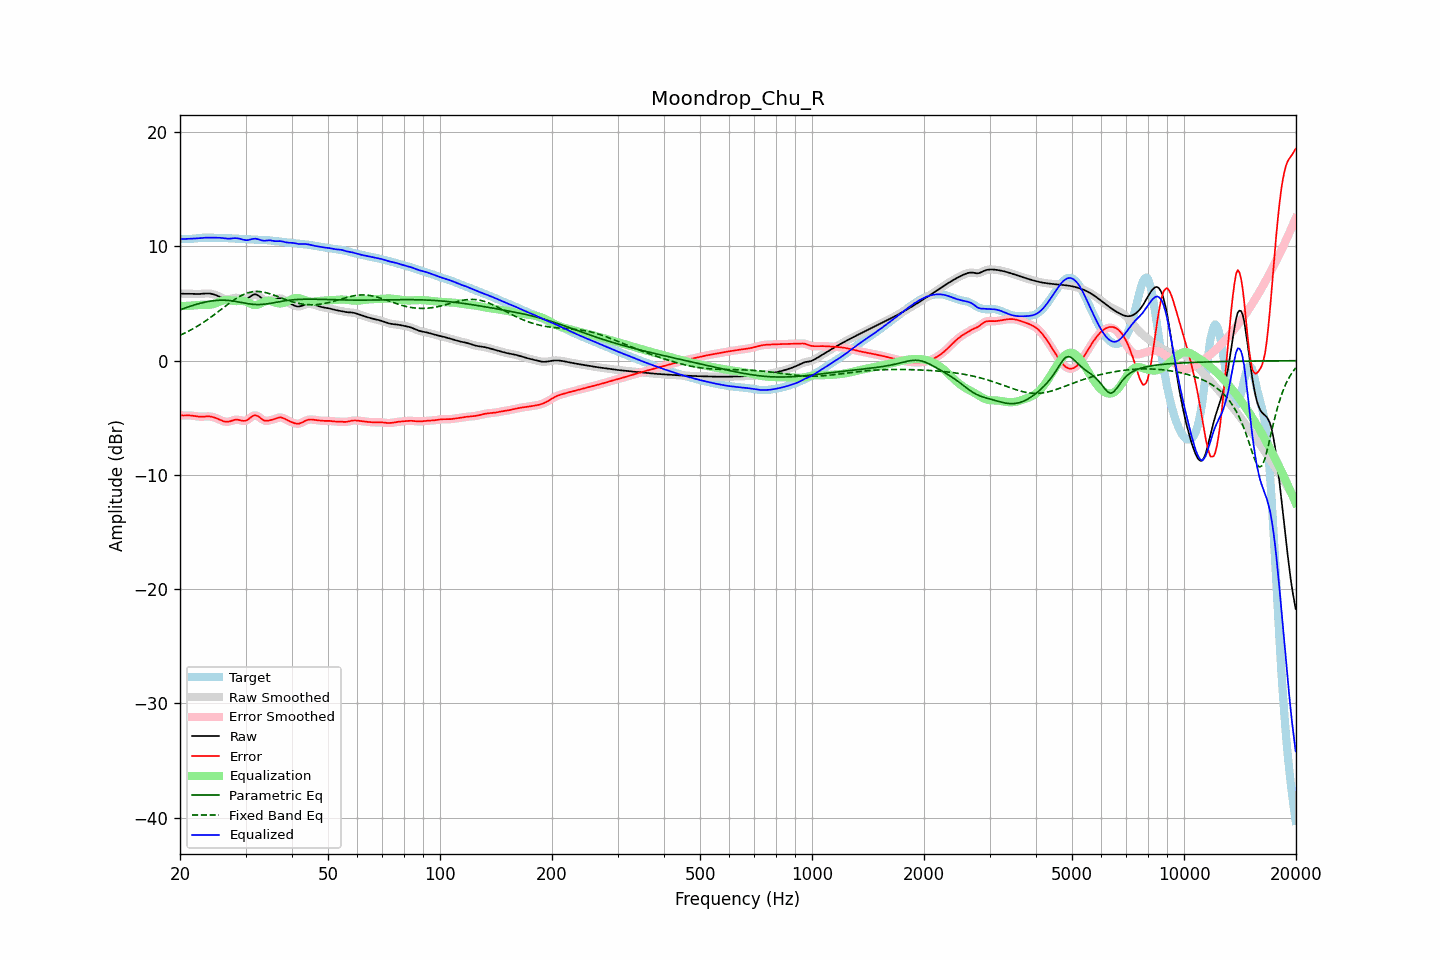 Moondrop_Chu_R
20
10
0
−10
−20
−30
−40
Amplitude (dBr)
Target
Raw Smoothed
Error Smoothed
Raw
Error
Equalization
Parametric Eq
Fixed Band Eq
Equalized
20 50 100 200 500 1000 2000 5000 10000 20000
Frequency (Hz)